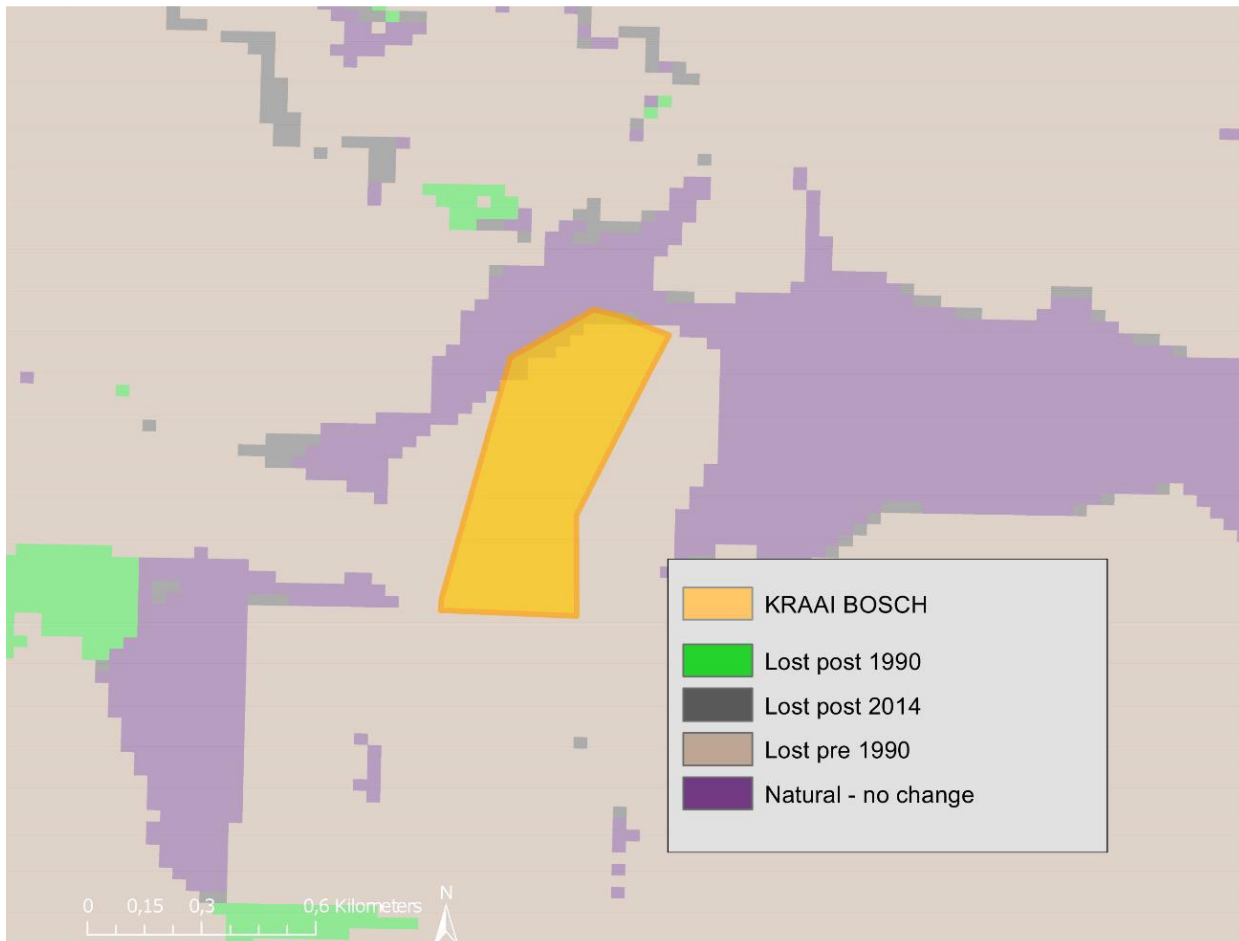 KRAAI BOSCH
Lost post 1990
Lost post 2014
Lost pre 1990
Natural - no change
0 0,15 0,3 0,6 Kilometers
N